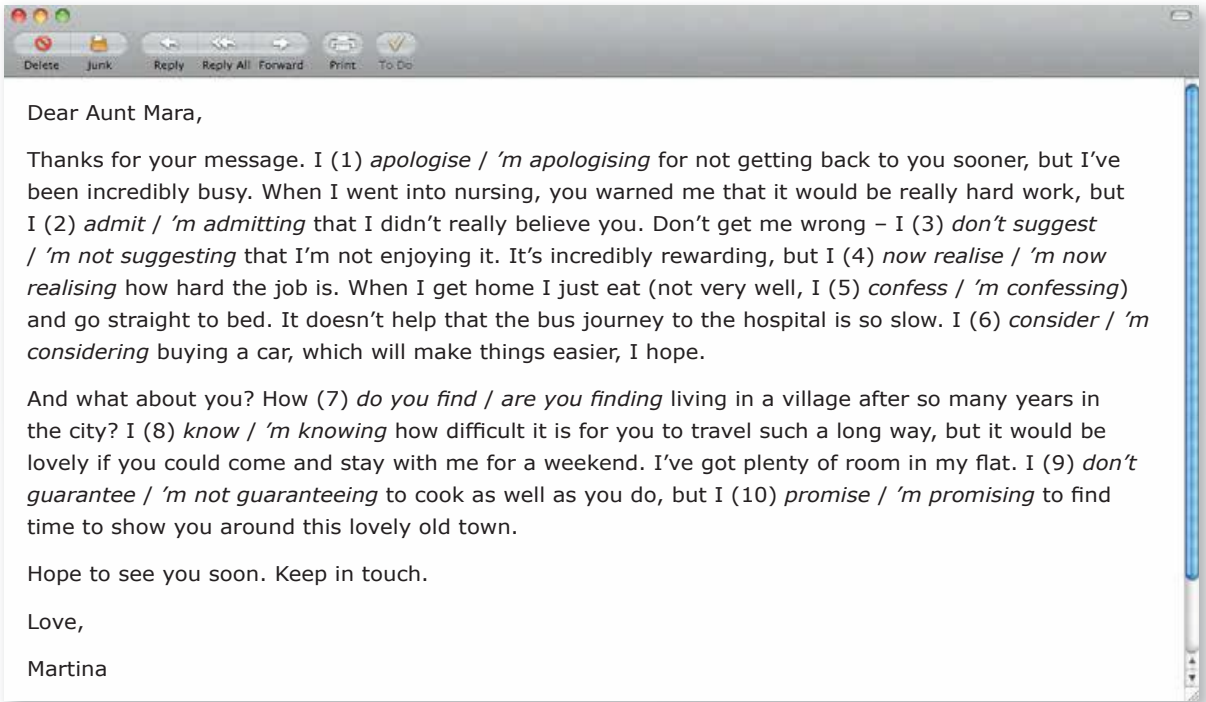 Delete Junk Reply Reply All Forward Print To Do
Dear Aunt Mara,
Thanks for your message. I (1) apologise / ’m apologising for not getting back to you sooner, but I’ve
been incredibly busy. When I went into nursing, you warned me that it would be really hard work, but
I (2) admit / ’m admitting that I didn’t really believe you. Don’t get me wrong – I (3) don’t suggest
/ ’m not suggesting that I’m not enjoying it. It’s incredibly rewarding, but I (4) now realise / ’m now
realising how hard the job is. When I get home I just eat (not very well, I (5) confess / ’m confessing)
and go straight to bed. It doesn’t help that the bus journey to the hospital is so slow. I (6) consider / ’m
considering buying a car, which will make things easier, I hope.
And what about you? How (7) do you find / are you finding living in a village after so many years in
the city? I (8) know / ’m knowing how difficult it is for you to travel such a long way, but it would be
lovely if you could come and stay with me for a weekend. I’ve got plenty of room in my flat. I (9) don’t
guarantee / ’m not guaranteeing to cook as well as you do, but I (10) promise / ’m promising to find
time to show you around this lovely old town.
Hope to see you soon. Keep in touch.
Love,
Martina